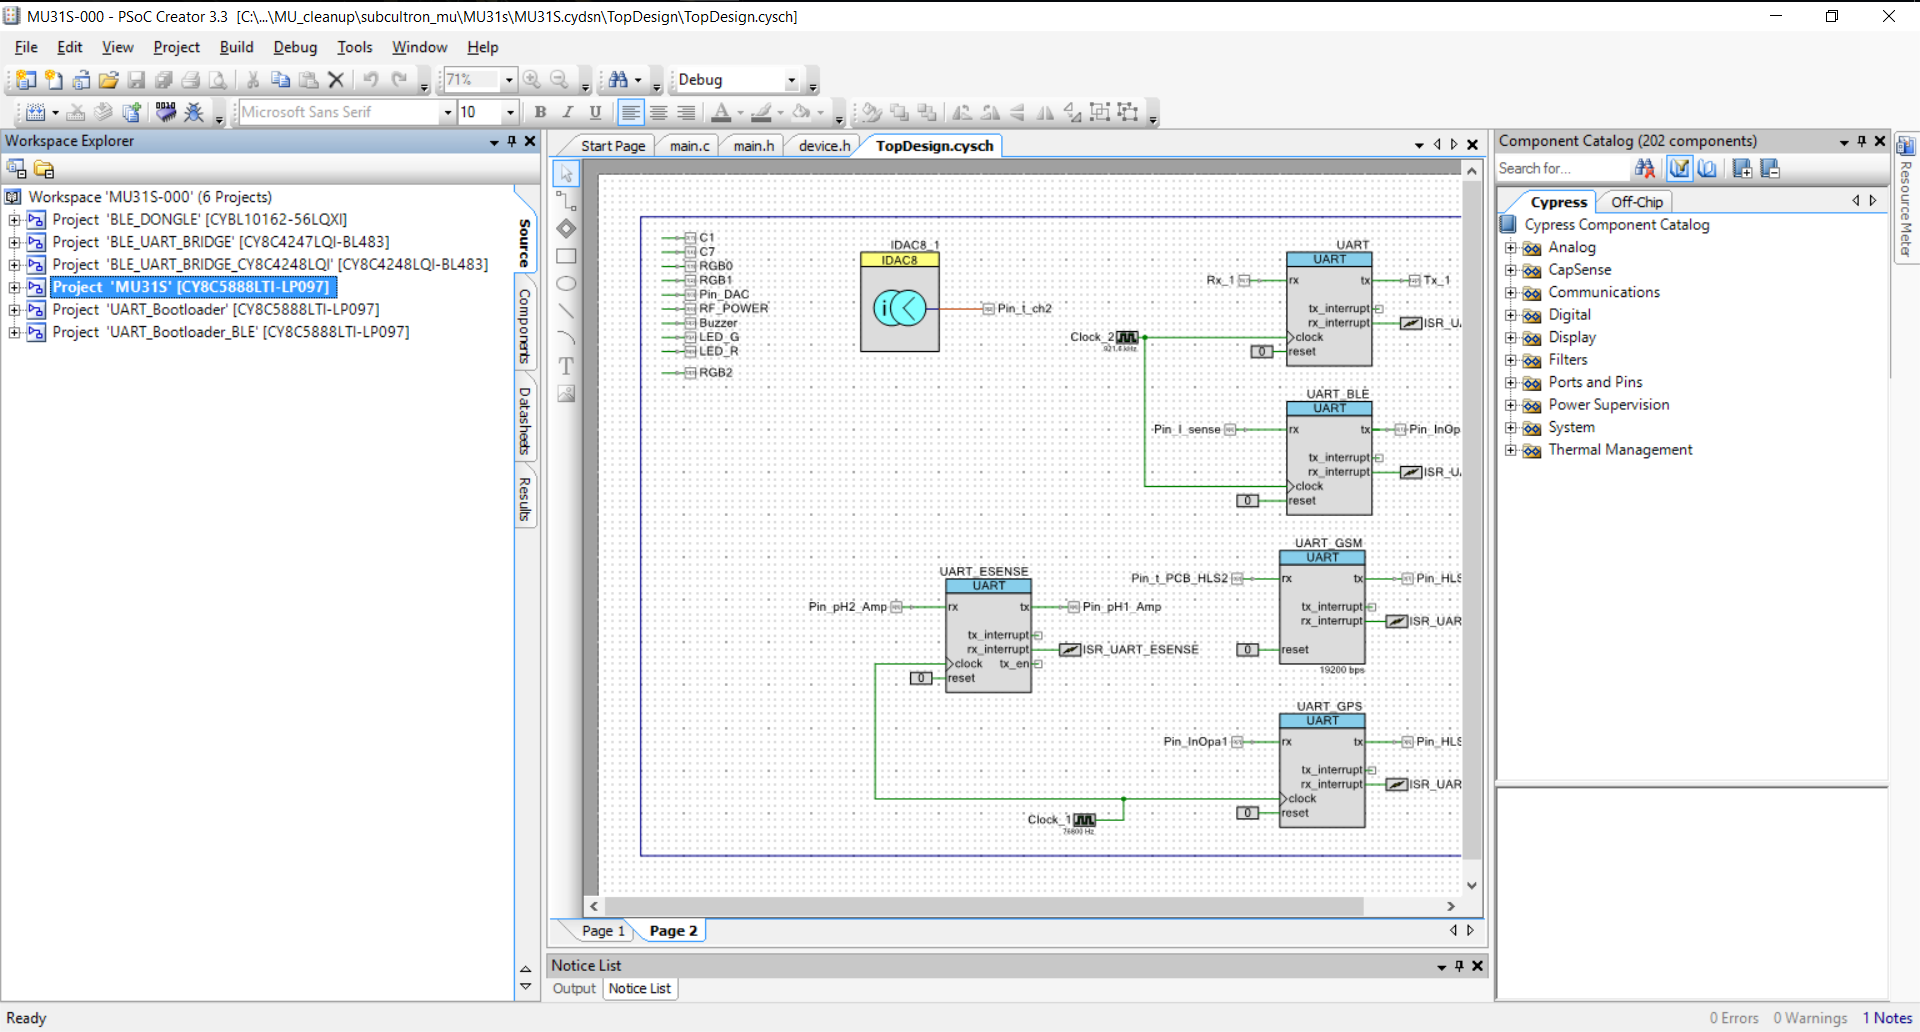 MU31S-000 - PSoC Creator 3.3  [C:\...\MU_cleanup\subcultron_mu\MU31s\MU31S.cydsn\TopDesign\TopDesign.cysch]
File Edit View Project Build Debug Tools Window Help
71% Debug
Microsoft Sans Serif 10 B I U A
Workspace Explorer
Workspace 'MU31S-000' (6 Projects)
Project 'BLE_DONGLE' [CYBL10162-56LQXI]
Project 'BLE_UART_BRIDGE' [CY8C4247LQI-BL483]
Project 'BLE_UART_BRIDGE_CY8C4248LQI' [CY8C4248LQI-BL483]
Project 'MU31S' [CY8C5888LTI-LP097]
Project 'UART_Bootloader' [CY8C5888LTI-LP097]
Project 'UART_Bootloader_BLE' [CY8C5888LTI-LP097]
Source
Components
Datasheets
Results
Start Page main.c main.h device.h TopDesign.cysch
T
C1
C7
RGB0
RGB1
Pin_DAC
RF_POWER
Buzzer
LED_G
LED_R
RGB2
IDAC8_1
IDAC8
i
Pin_t_ch2
UART
UART
Rx_1 rx tx Tx_1
tx_interrupt
rx_interrupt ISR_U
Clock_2 clock
921.6 kHz
0 reset
UART_BLE
UART
Pin_I_sense rx tx Pin_InOp
tx_interrupt
rx_interrupt ISR_U
clock
0 reset
UART_GSM
UART
Pin_t_PCB_HLS2 rx tx Pin_HLS
tx_interrupt
rx_interrupt ISR_UAR
0 reset
19200 bps
UART_ESENSE
UART
Pin_pH2_Amp rx tx Pin_pH1_Amp
tx_interrupt
rx_interrupt ISR_UART_ESENSE
clock tx_en
0 reset
UART_GPS
UART
Pin_InOpa1 rx tx Pin_HLS
tx_interrupt
rx_interrupt ISR_UAR
clock
0 reset
Clock_1
76800 Hz
Page 1 Page 2
Notice List
Output Notice List
Component Catalog (202 components)
Search for...
Cypress Off-Chip
Cypress Component Catalog
Analog
CapSense
Communications
Digital
Display
Filters
Ports and Pins
Power Supervision
System
Thermal Management
Resource Meter
Ready
0 Errors 0 Warnings 1 Notes